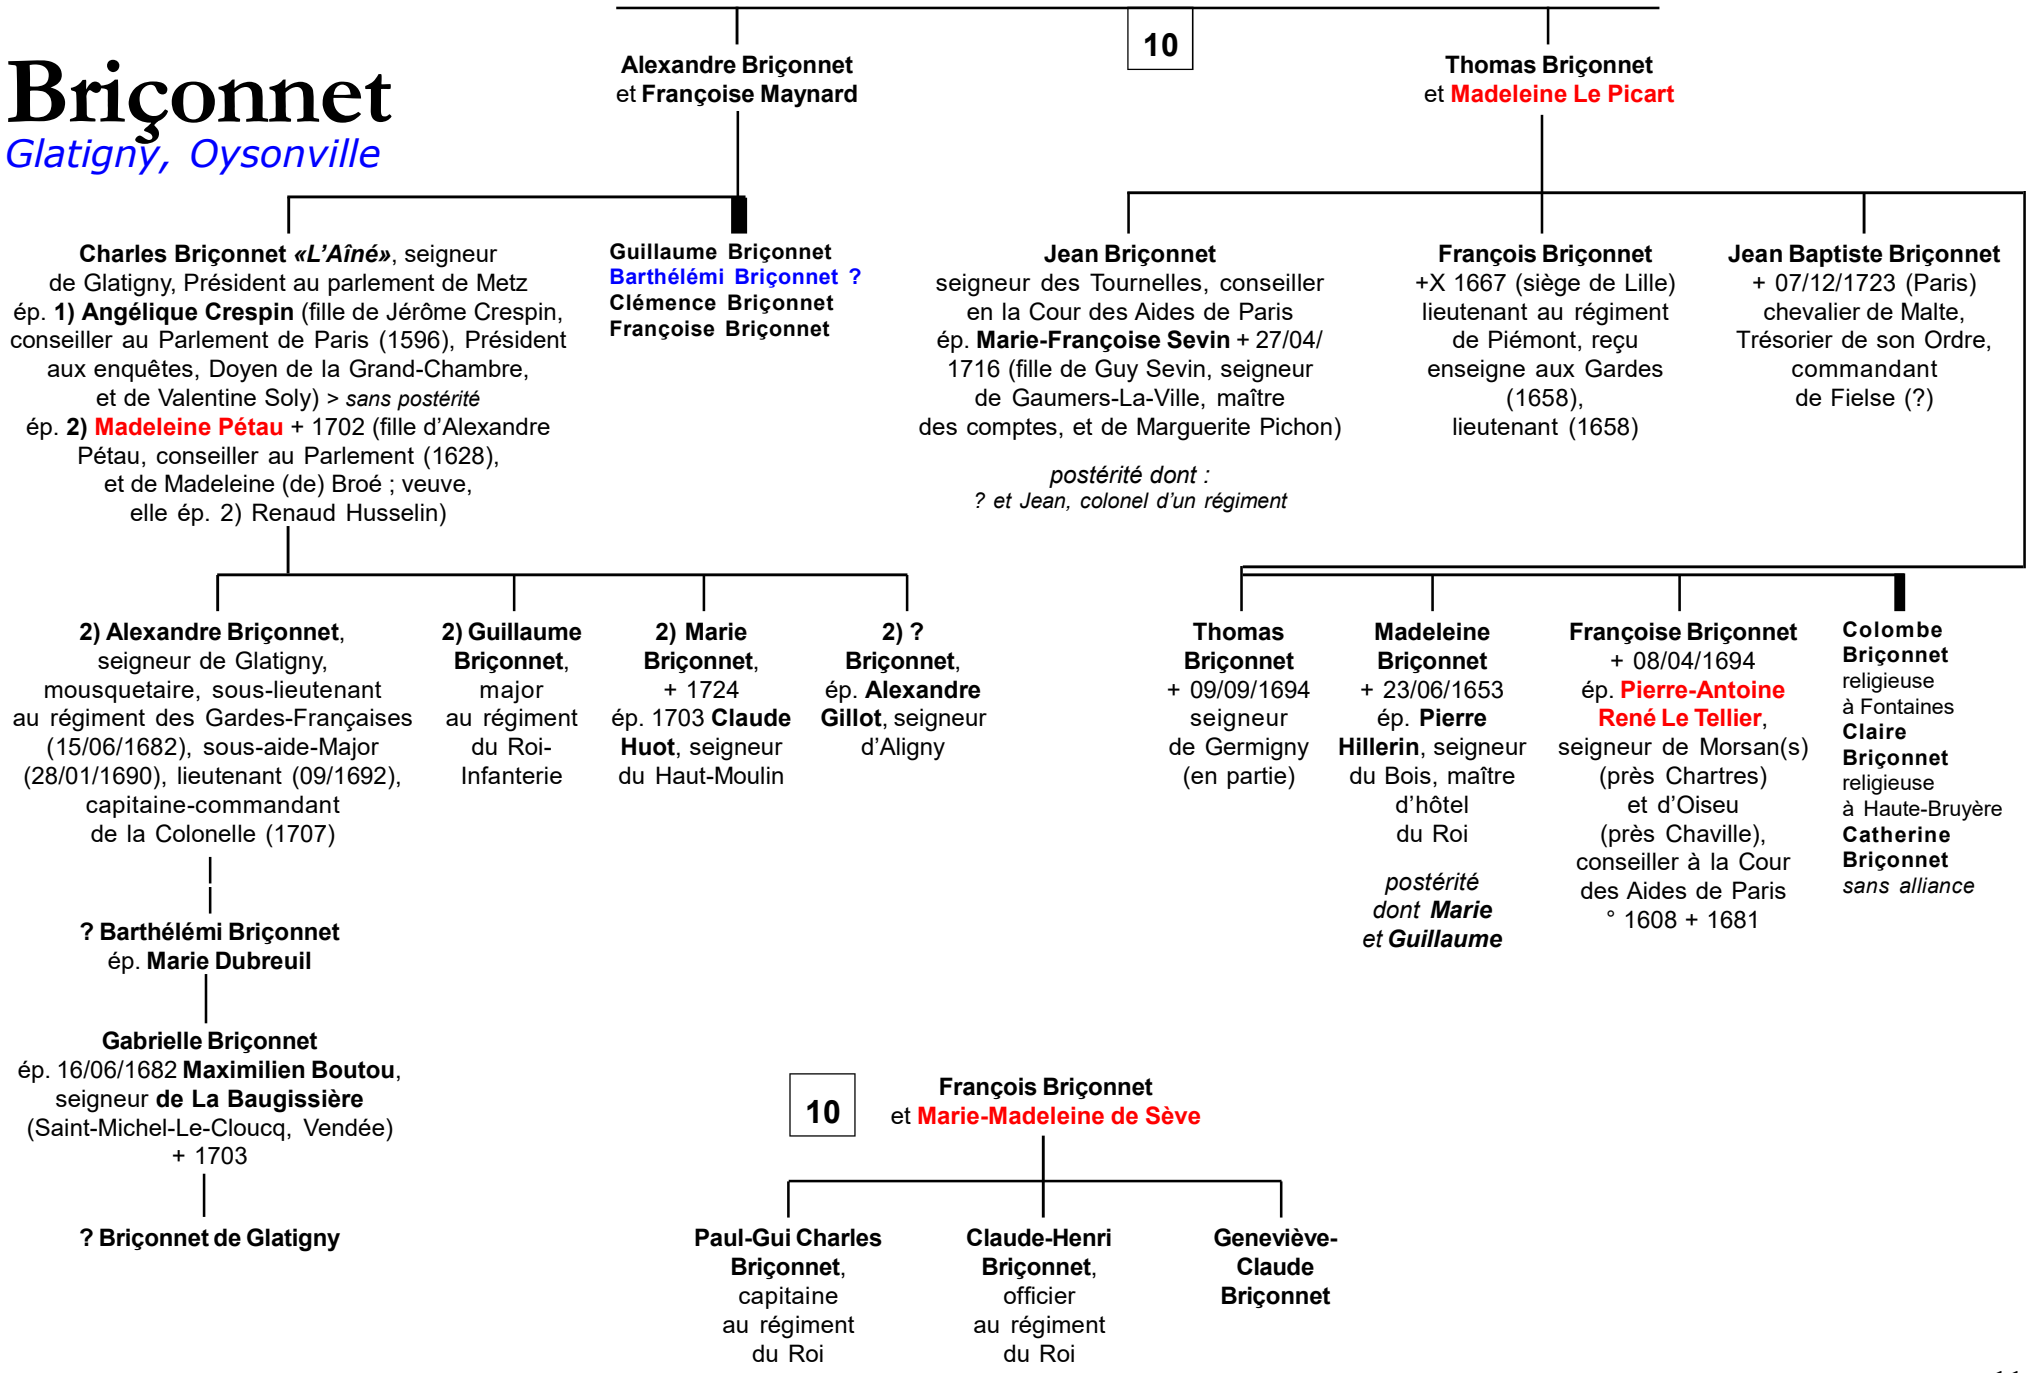 Briçonnet
Glatigny, Oysonville
10
Alexandre Briçonnet
et Françoise Maynard
Thomas Briçonnet
et Madeleine Le Picart
Charles Briçonnet «L'Aîné», seigneur
de Glatigny, Président au parlement de Metz
ép. 1) Angélique Crespin (fille de Jérôme Crespin,
conseiller au Parlement de Paris (1596), Président
aux enquêtes, Doyen de la Grand-Chambre,
et de Valentine Soly) > sans postérité
ép. 2) Madeleine Pétau + 1702 (fille d'Alexandre
Pétau, conseiller au Parlement (1628),
et de Madeleine (de) Broé ; veuve,
elle ép. 2) Renaud Husselin)
Guillaume Briçonnet
Barthélémi Briçonnet ?
Clémence Briçonnet
Françoise Briçonnet
Jean Briçonnet
seigneur des Tournelles, conseiller
en la Cour des Aides de Paris
ép. Marie-Françoise Sevin + 27/04/
1716 (fille de Guy Sevin, seigneur
de Gaumers-La-Ville, maître
des comptes, et de Marguerite Pichon)
postérité dont :
? et Jean, colonel d'un régiment
François Briçonnet
+X 1667 (siège de Lille)
lieutenant au régiment
de Piémont, reçu
enseigne aux Gardes
(1658),
lieutenant (1658)
Jean Baptiste Briçonnet
+ 07/12/1723 (Paris)
chevalier de Malte,
Trésorier de son Ordre,
commandant
de Fielse (?)
2) Alexandre Briçonnet,
seigneur de Glatigny,
mousquetaire, sous-lieutenant
au régiment des Gardes-Françaises
(15/06/1682), sous-aide-Major
(28/01/1690), lieutenant (09/1692),
capitaine-commandant
de la Colonelle (1707)
2) Guillaume
Briçonnet,
major
au régiment
du Roi-
Infanterie
2) Marie
Briçonnet,
+ 1724
ép. 1703 Claude
Huot, seigneur
du Haut-Moulin
2) ?
Briçonnet,
ép. Alexandre
Gillot, seigneur
d'Aligny
Thomas
Briçonnet
+ 09/09/1694
seigneur
de Germigny
(en partie)
Madeleine
Briçonnet
+ 23/06/1653
ép. Pierre
Hillerin, seigneur
du Bois, maître
d'hôtel
du Roi
postérité
dont Marie
et Guillaume
Françoise Briçonnet
+ 08/04/1694
ép. Pierre-Antoine
René Le Tellier,
seigneur de Morsan(s)
(près Chartres)
et d'Oiseu
(près Chaville),
conseiller à la Cour
des Aides de Paris
° 1608 + 1681
Colombe
Briçonnet
religieuse
à Fontaines
Claire
Briçonnet
religieuse
à Haute-Bruyère
Catherine
Briçonnet
sans alliance
? Barthélémi Briçonnet
ép. Marie Dubreuil
Gabrielle Briçonnet
ép. 16/06/1682 Maximilien Boutou,
seigneur de La Baugissière
(Saint-Michel-Le-Cloucq, Vendée)
+ 1703
? Briçonnet de Glatigny
10
François Briçonnet
et Marie-Madeleine de Sève
Paul-Gui Charles
Briçonnet,
capitaine
au régiment
du Roi
Claude-Henri
Briçonnet,
officier
au régiment
du Roi
Geneviève-
Claude
Briçonnet